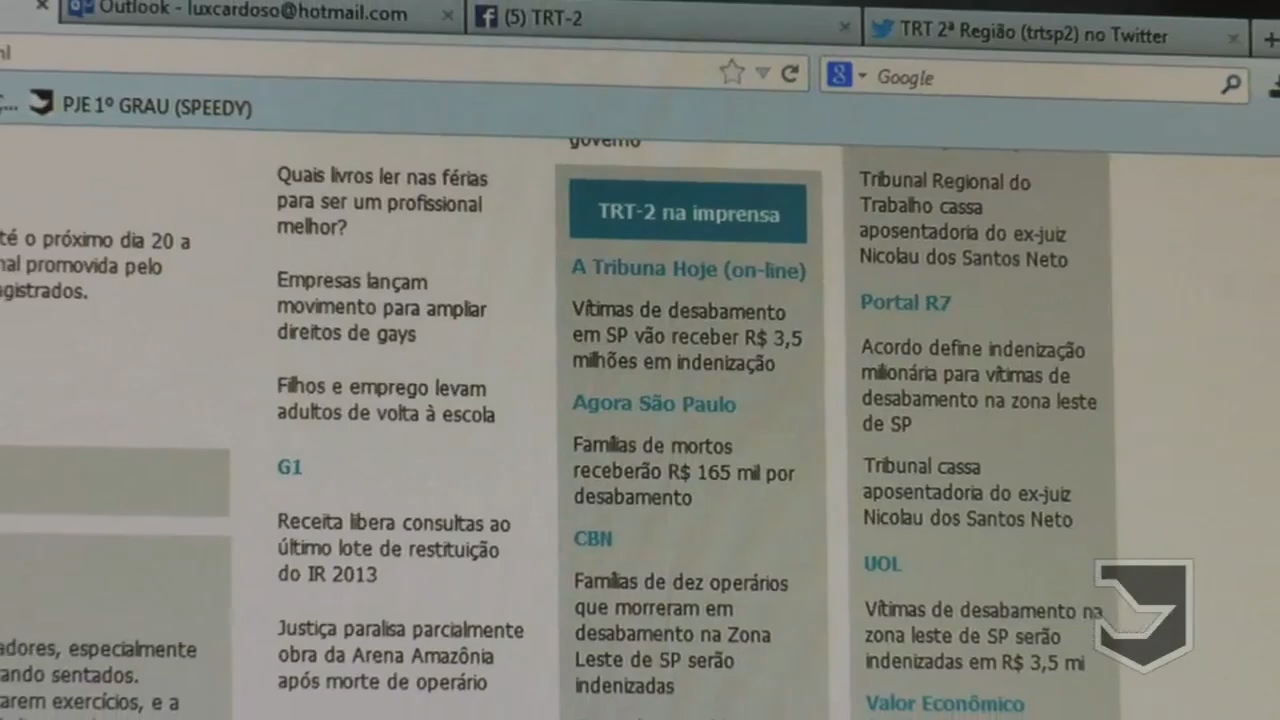 Outlook - luxcardoso@hotmail.com
(5) TRT-2
TRT 2ª Região (trtsp2) no Twitter
Google
PJE 1º GRAU (SPEEDY)
té o próximo dia 20 a
nal promovida pelo
agistrados.
adores, especialmente
ando sentados.
arem exercícios, e a
Quais livros ler nas férias
para ser um profissional
melhor?
Empresas lançam
movimento para ampliar
direitos de gays
Filhos e emprego levam
adultos de volta à escola
G1
Receita libera consultas ao
último lote de restituição
do IR 2013
Justiça paralisa parcialmente
obra da Arena Amazônia
após morte de operário
governo
TRT-2 na imprensa
A Tribuna Hoje (on-line)
Vítimas de desabamento
em SP vão receber R$ 3,5
milhões em indenização
Agora São Paulo
Famílias de mortos
receberão R$ 165 mil por
desabamento
CBN
Famílias de dez operários
que morreram em
desabamento na Zona
Leste de SP serão
indenizadas
Tribunal Regional do
Trabalho cassa
aposentadoria do ex-juiz
Nicolau dos Santos Neto
Portal R7
Acordo define indenização
milionária para vítimas de
desabamento na zona leste
de SP
Tribunal cassa
aposentadoria do ex-juiz
Nicolau dos Santos Neto
UOL
Vítimas de desabamento na
zona leste de SP serão
indenizadas em R$ 3,5 mi
Valor Econômico